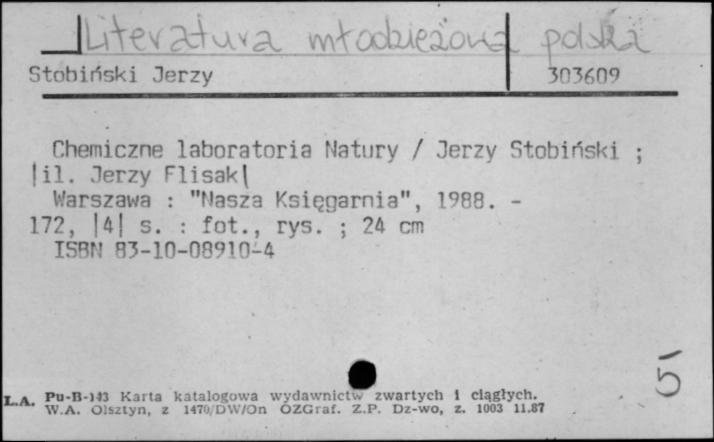 Literatura młodzieżowa polska
Stobiński Jerzy 303609
Chemiczne laboratoria Natury / Jerzy Stobiński ;
|il. Jerzy Flisak|
Warszawa : "Nasza Księgarnia", 1988. -
172, |4| s. : fot., rys. ; 24 cm
ISBN 83-10-08910-4
5
L.A. Pu-B-143 Karta katalogowa wydawnictw zwartych i ciągłych.
W.A. Olsztyn, z 1470/DW/On OZGraf. Z.P. Dz-wo, z. 1003 11.87